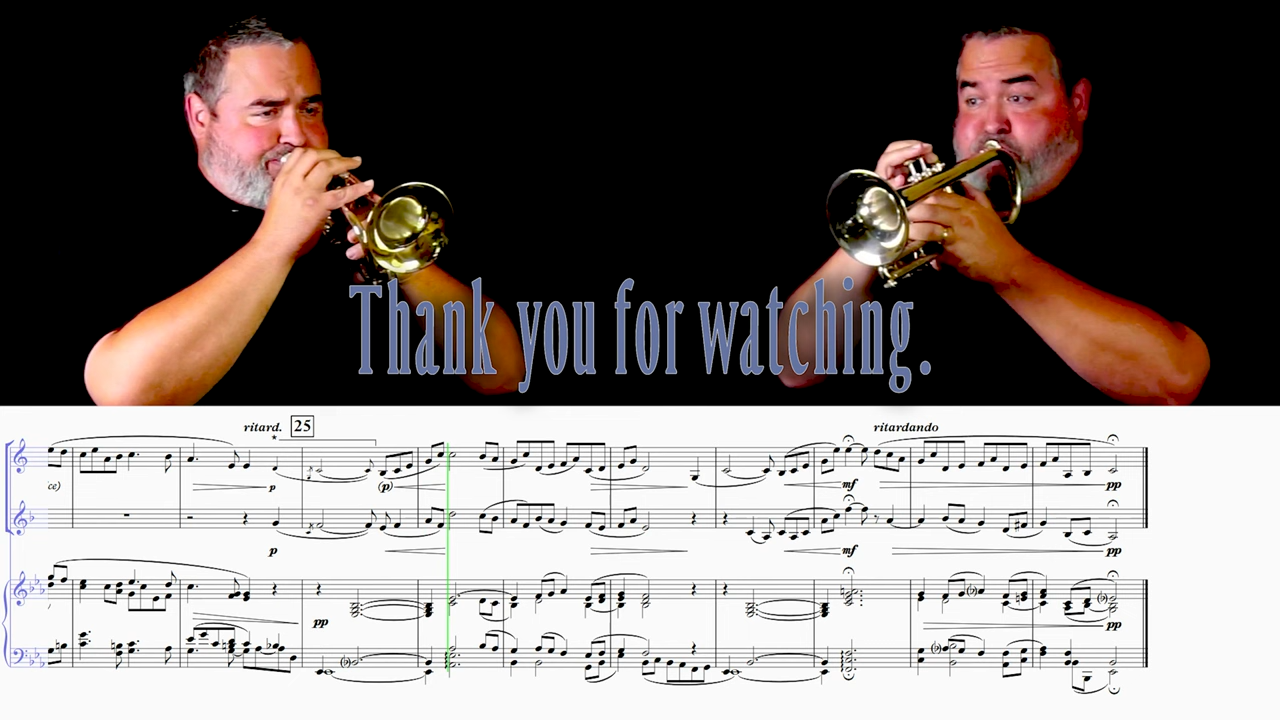 Thank you for watching.
ritard. 25
ritardando
*
ce)
p
(p)
mf
pp
p
mf
pp
pp
pp